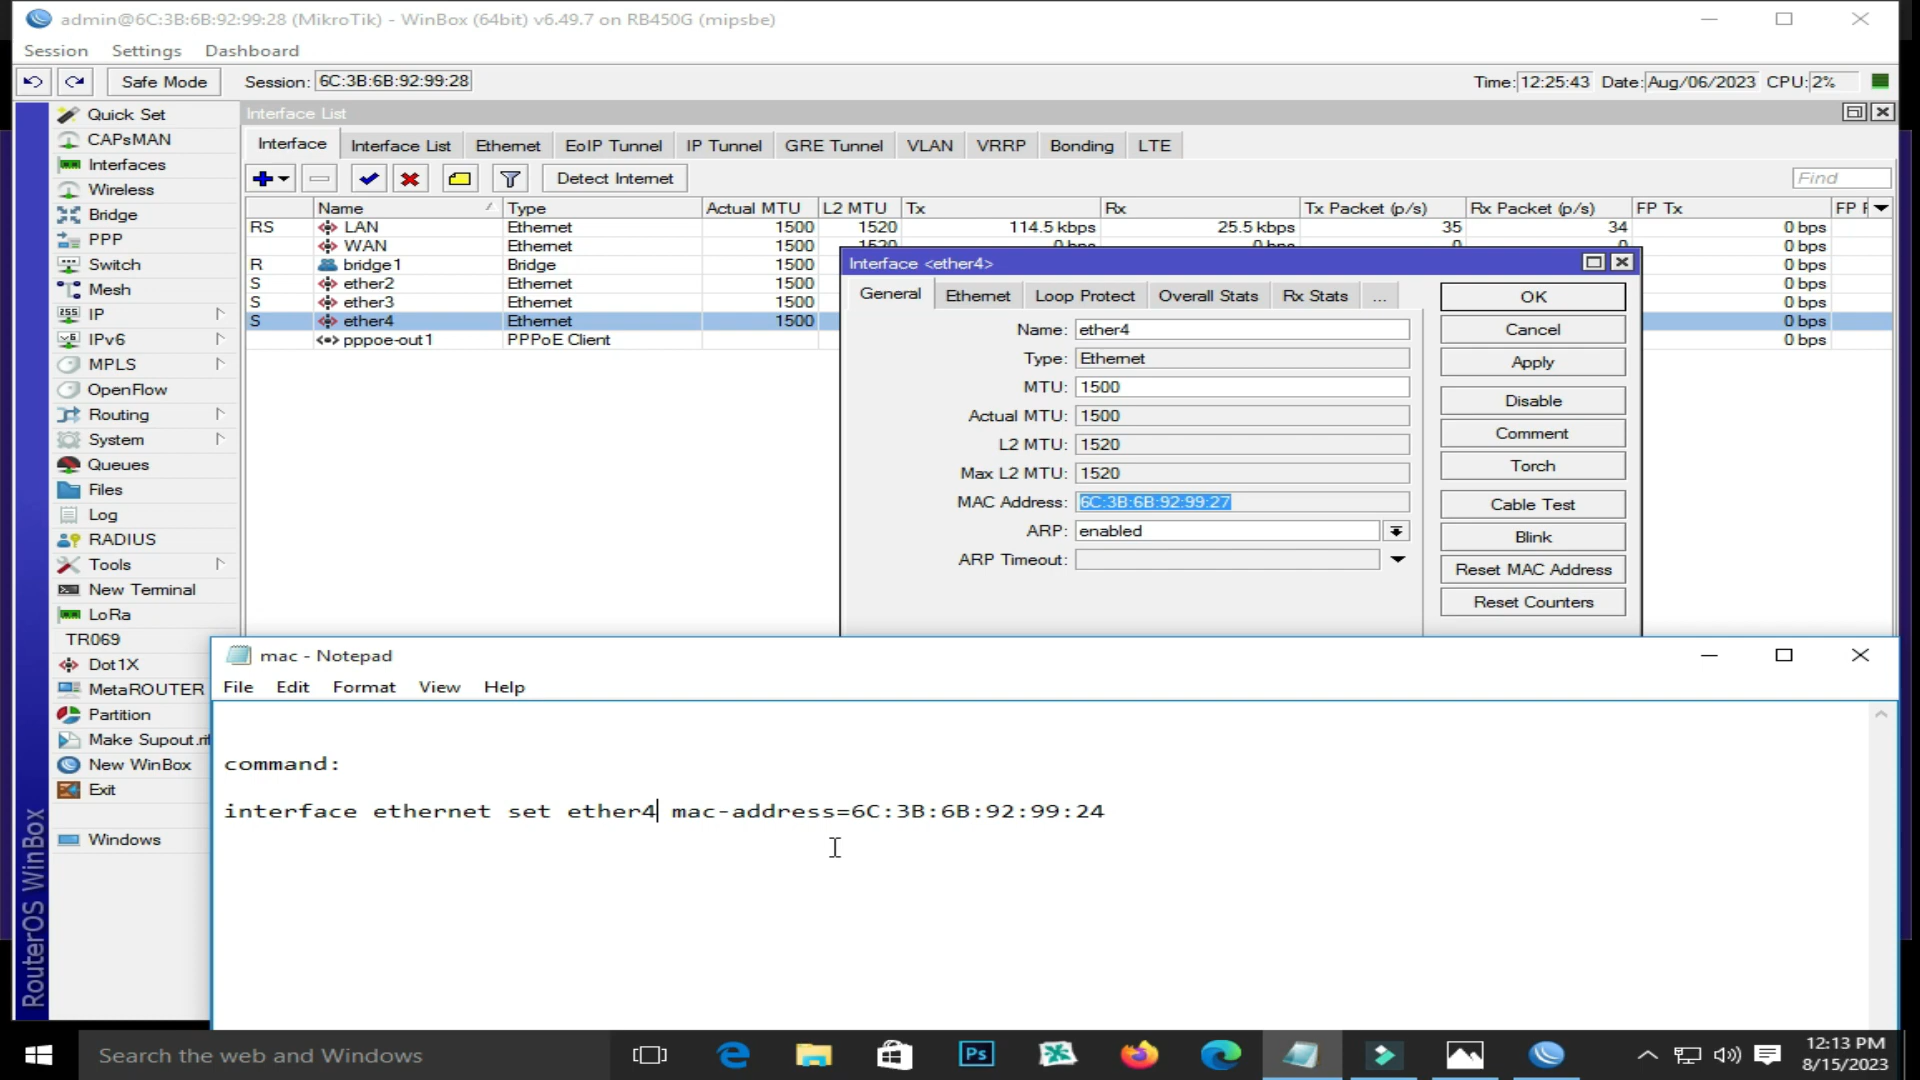 admin@6C:3B:6B:92:99:28 (MikroTik) - WinBox (64bit) v6.49.7 on RB450G (mipsbe)
Session Settings Dashboard
Safe Mode Session: 6C:3B:6B:92:99:28 Time: 12:25:43 Date: Aug/06/2023 CPU: 2%
Quick Set
CAPsMAN
Interfaces
Wireless
Bridge
PPP
Switch
Mesh
IP
IPv6
MPLS
OpenFlow
Routing
System
Queues
Files
Log
RADIUS
Tools
New Terminal
LoRa
TR069
Dot1X
MetaROUTER
Partition
Make Supout.rif
New WinBox
Exit
Windows
RouterOS WinBox
Interface List
Interface Interface List Ethernet EoIP Tunnel IP Tunnel GRE Tunnel VLAN VRRP Bonding LTE
Detect Internet Find
Name Type Actual MTU L2 MTU Tx Rx Tx Packet (p/s) Rx Packet (p/s) FP Tx FP
RS LAN Ethernet 1500 1520 114.5 kbps 25.5 kbps 35 34 0 bps
WAN Ethernet 1500 1520 0 bps 0 bps 0 0 0 bps
R bridge1 Bridge 1500 0 bps
S ether2 Ethernet 1500 0 bps
S ether3 Ethernet 1500 0 bps
S ether4 Ethernet 1500 0 bps
pppoe-out1 PPPoE Client 0 bps
Interface <ether4>
General Ethernet Loop Protect Overall Stats Rx Stats ...
Name: ether4
Type: Ethernet
MTU: 1500
Actual MTU: 1500
L2 MTU: 1520
Max L2 MTU: 1520
MAC Address: 6C:3B:6B:92:99:27
ARP: enabled
ARP Timeout:
OK
Cancel
Apply
Disable
Comment
Torch
Cable Test
Blink
Reset MAC Address
Reset Counters
mac - Notepad
File Edit Format View Help
command:
interface ethernet set ether4 mac-address=6C:3B:6B:92:99:24
Search the web and Windows
Ps
12:13 PM
8/15/2023